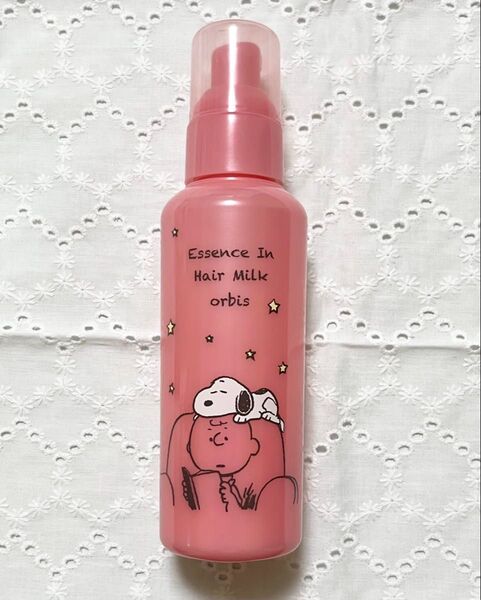 Essence In
Hair Milk
orbis